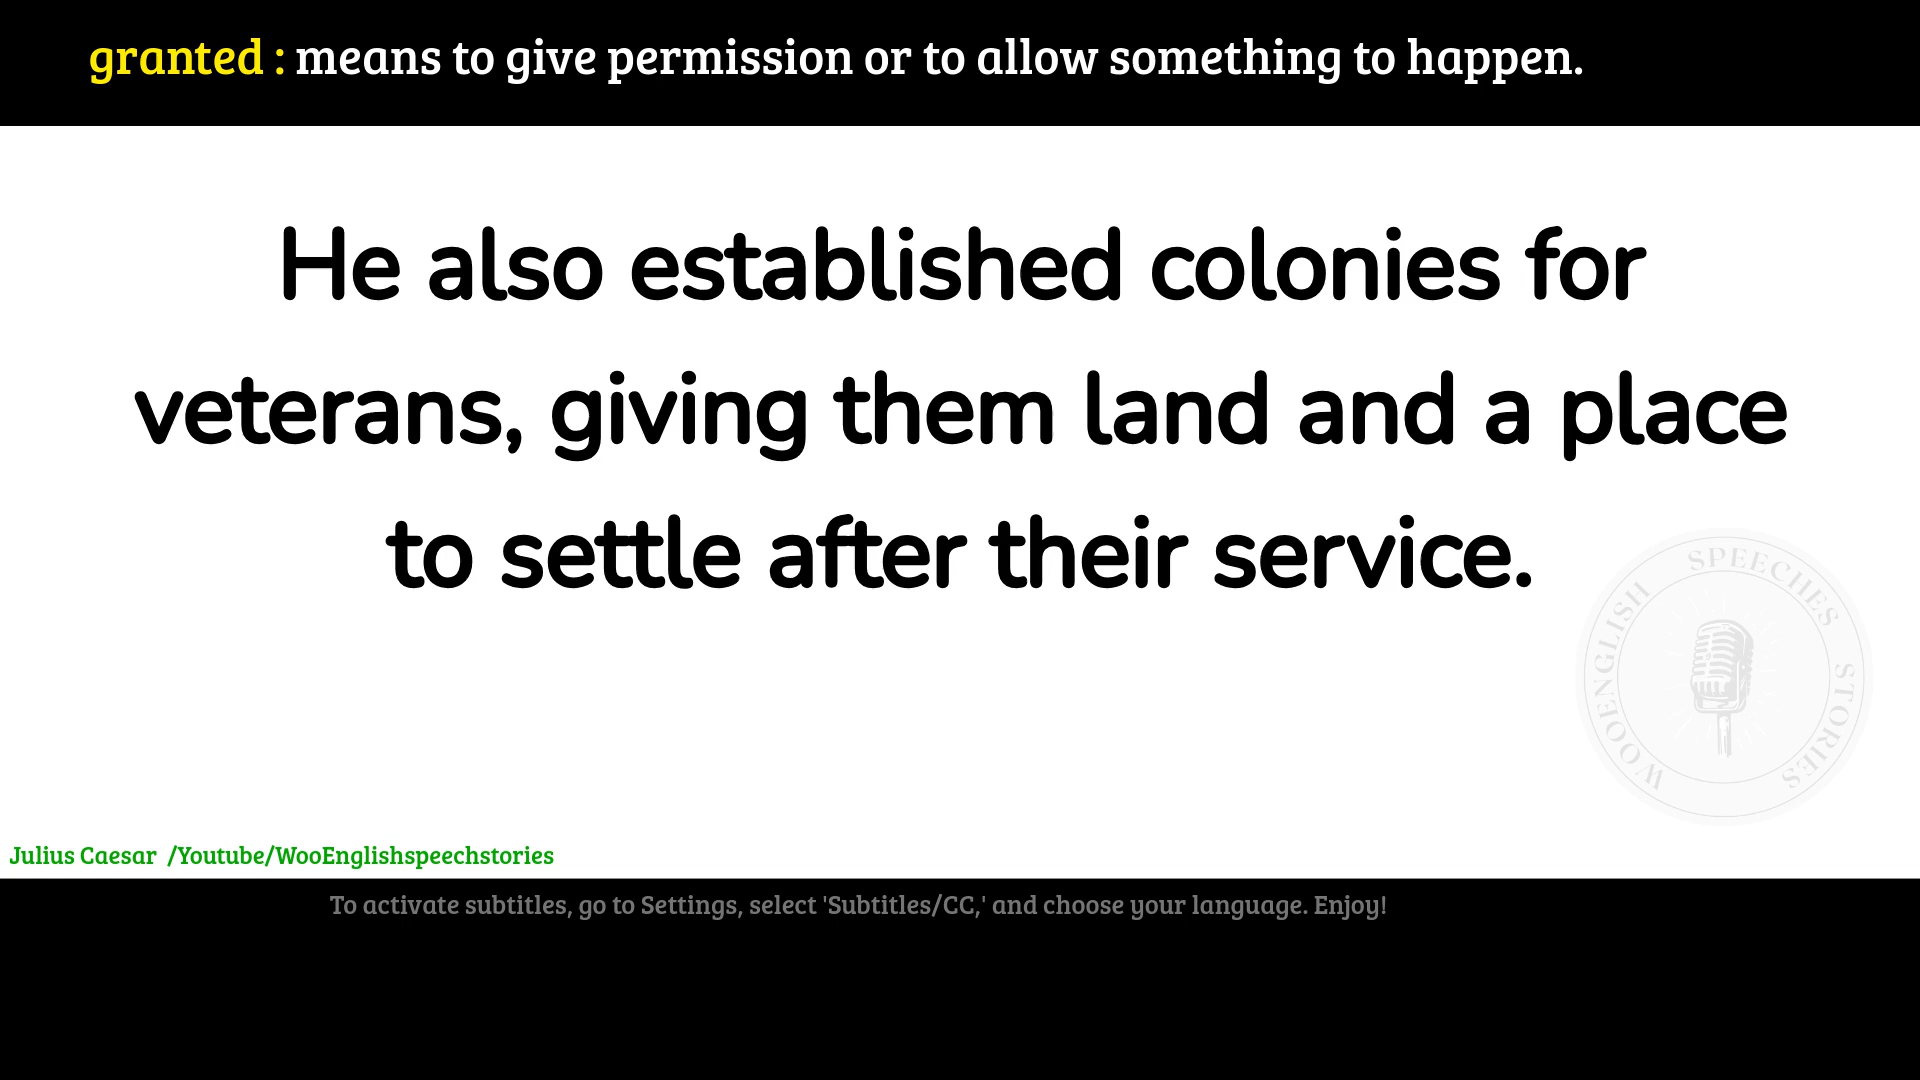 granted : means to give permission or to allow something to happen.
He also established colonies for
veterans, giving them land and a place
to settle after their service.
WOOENGLISH SPEECHES STORIES
Julius Caesar /Youtube/WooEnglishspeechstories
To activate subtitles, go to Settings, select 'Subtitles/CC,' and choose your language. Enjoy!